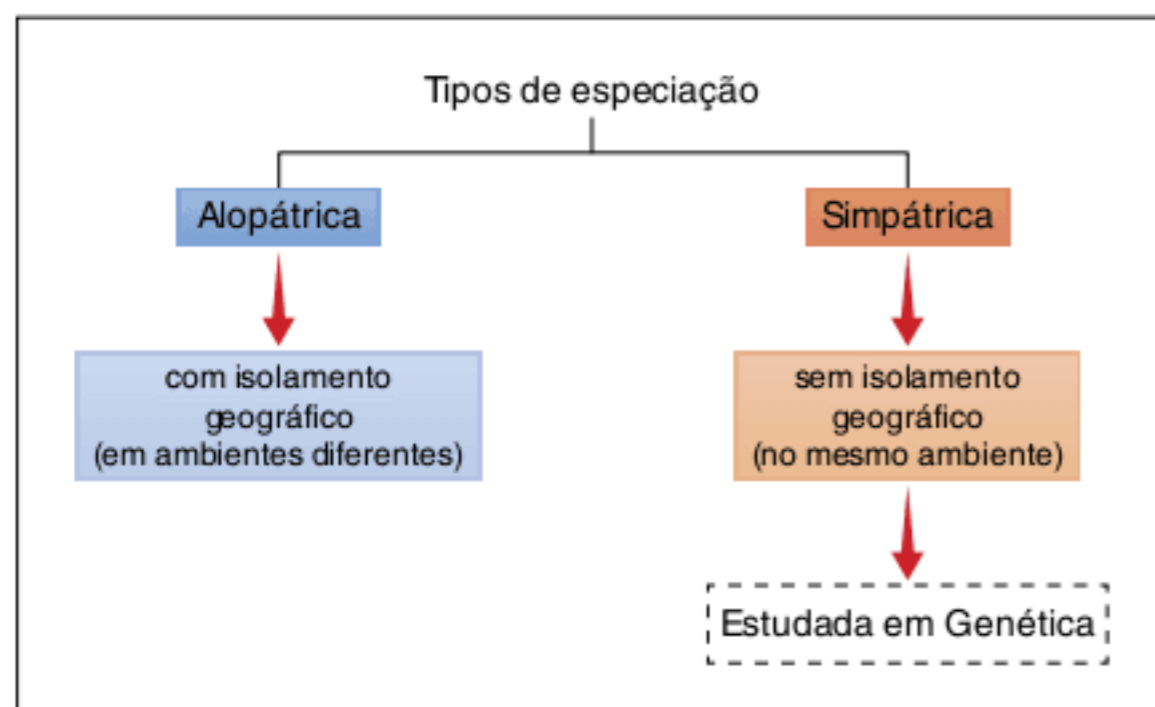 Tipos de especiação
Alopátrica
Simpátrica
com isolamento
geográfico
(em ambientes diferentes)
sem isolamento
geográfico
(no mesmo ambiente)
Estudada em Genética